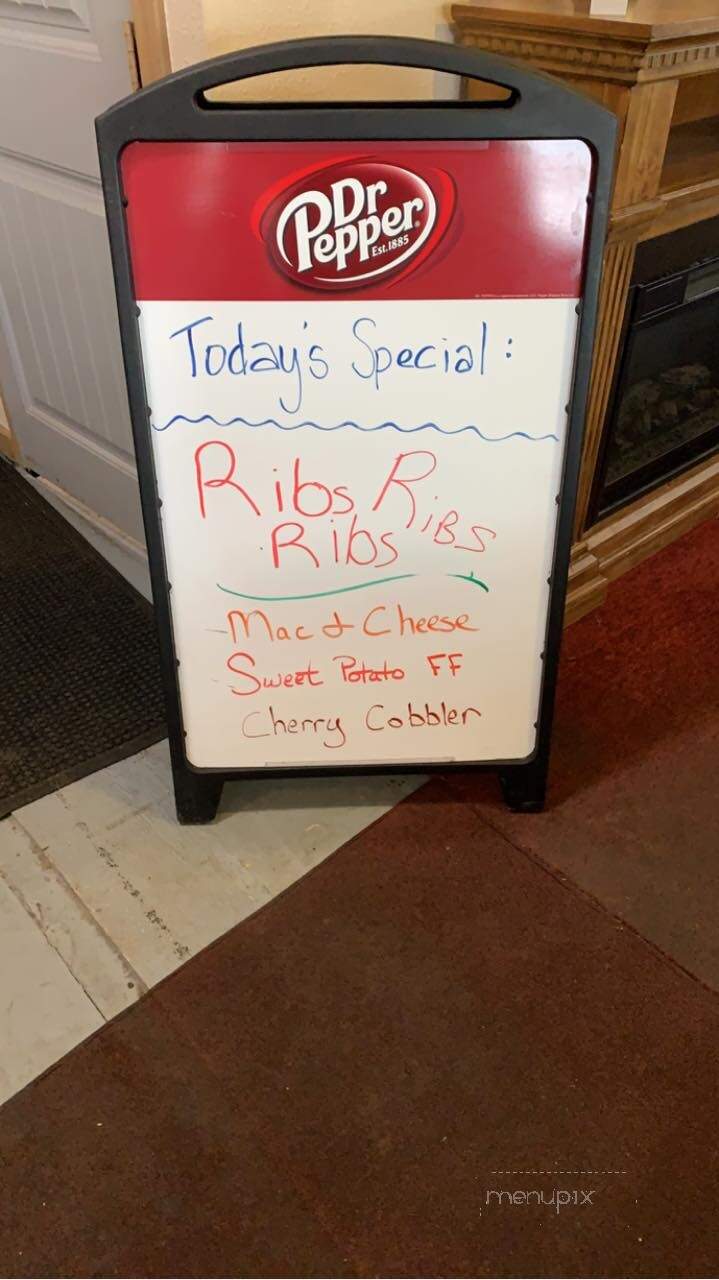 Dr
Pepper
Est.1885
Today's Special:
Ribs RiBS
Ribs
-Mac & Cheese
-Sweet Potato FF
Cherry Cobbler
menupix